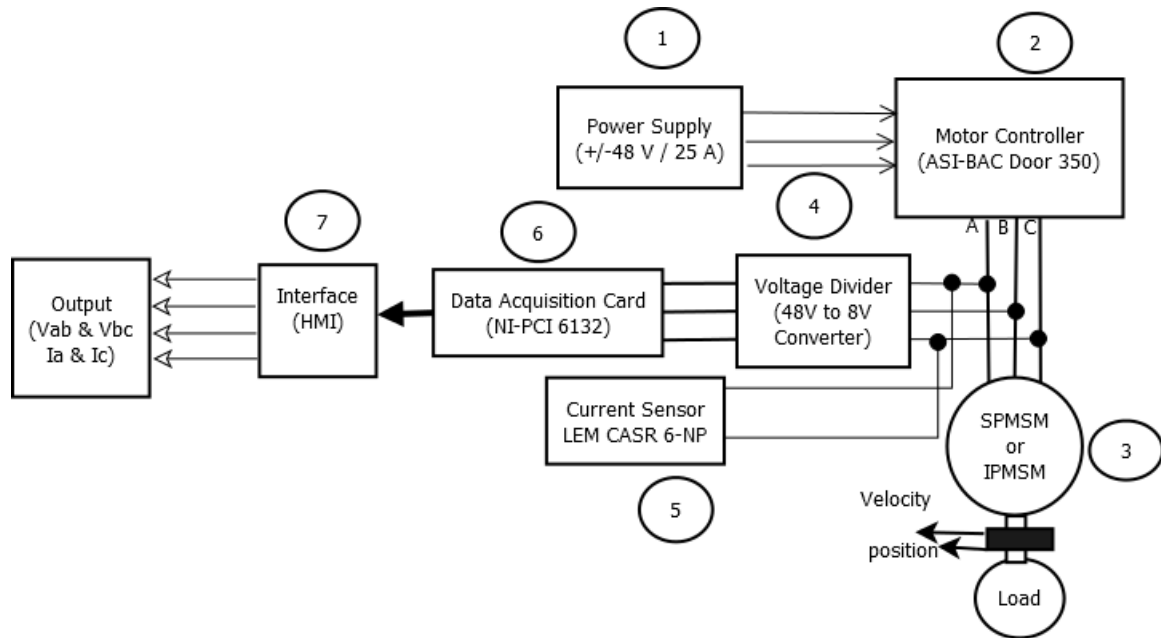 1
2
Power Supply
(+/-48 V / 25 A)
Motor Controller
(ASI-BAC Door 350)
4
A
B
C
7
6
Output
(Vab & Vbc
Ia & Ic)
Interface
(HMI)
Data Acquisition Card
(NI-PCI 6132)
Voltage Divider
(48V to 8V
Converter)
Current Sensor
LEM CASR 6-NP
5
SPMSM
or
IPMSM
3
Velocity
position
Load